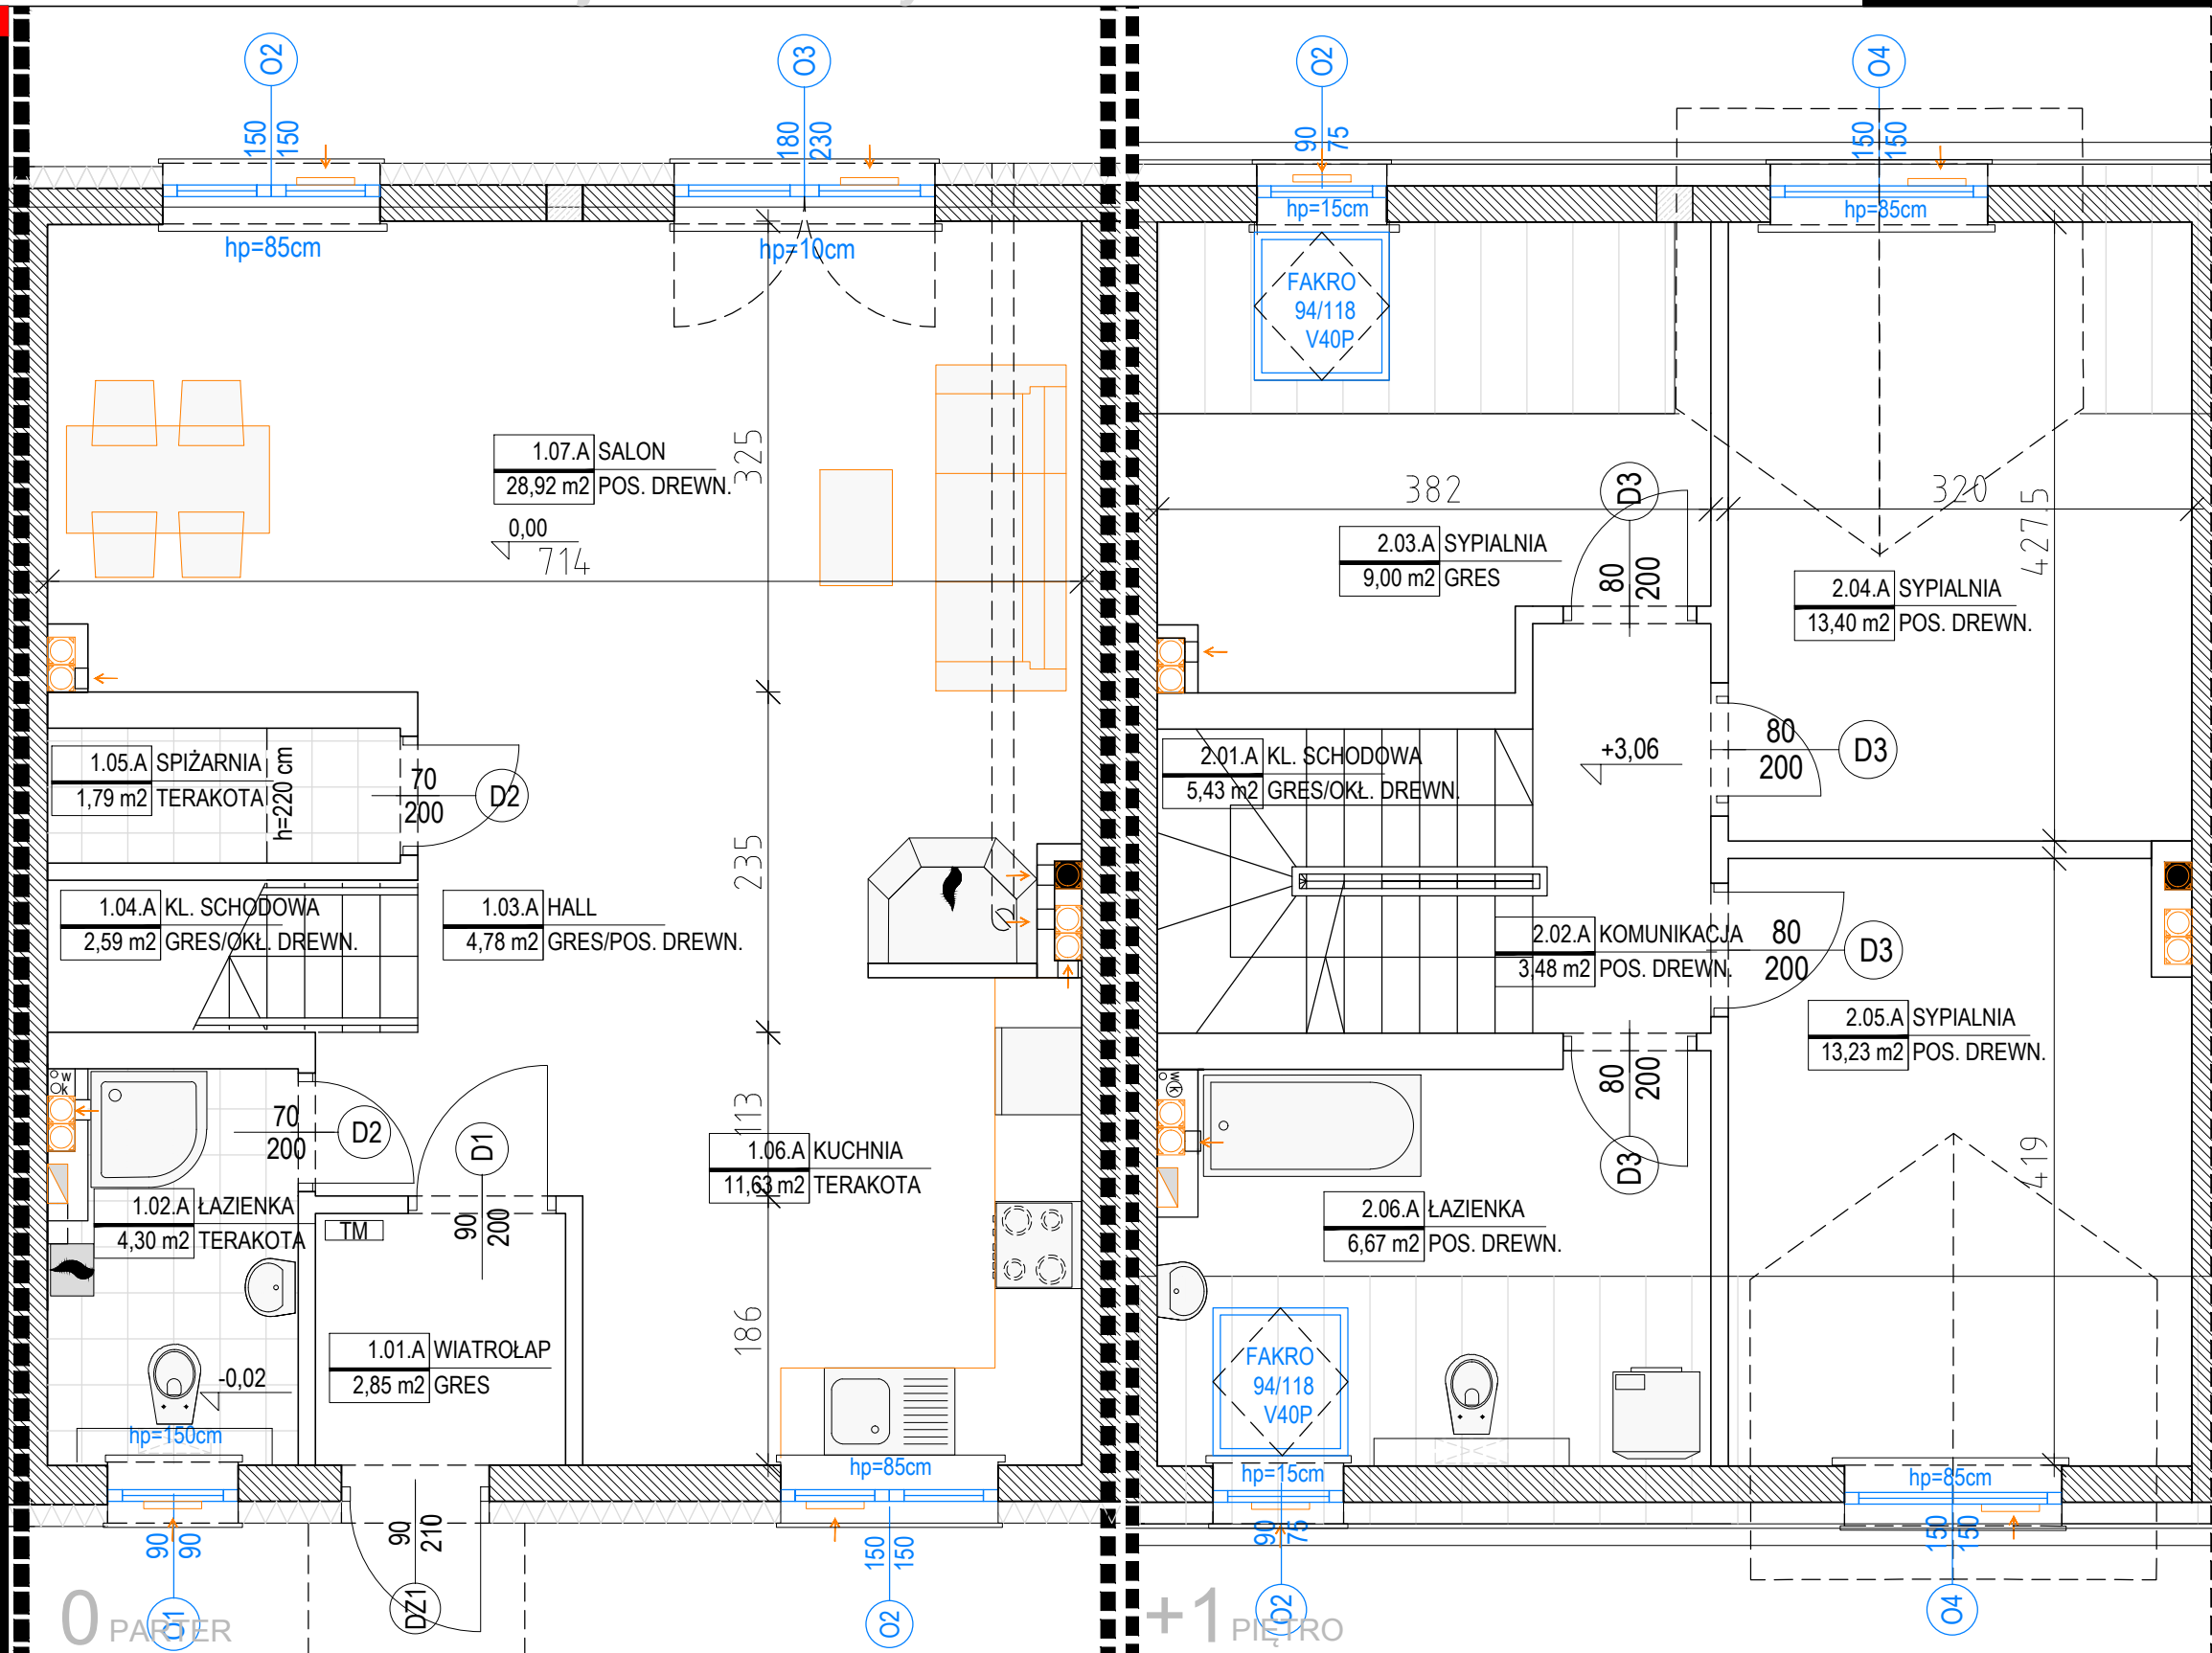 O2
O3
O2
O4
150
150
180
230
90
75
150
150
hp=85cm
hp=10cm
hp=15cm
hp=85cm
FAKRO
94/118
V40P
1.07.A SALON
28,92 m2 POS. DREWN.
0,00
714
325
382
D3
320
427.5
2.03.A SYPIALNIA
9,00 m2 GRES
80
200
2.04.A SYPIALNIA
13,40 m2 POS. DREWN.
1.05.A SPIŻARNIA
1,79 m2 TERAKOTA
h=220 cm
70
200
D2
2.01.A KL. SCHODOWA
5,43 m2 GRES/OKŁ. DREWN.
+3,06
80
200
D3
235
1.04.A KL. SCHODOWA
2,59 m2 GRES/OKŁ. DREWN.
1.03.A HALL
4,78 m2 GRES/POS. DREWN.
2.02.A KOMUNIKACJA
3.48 m2 POS. DREWN.
80
200
D3
2.05.A SYPIALNIA
13,23 m2 POS. DREWN.
w
k
70
200
D2
D1
113
1.06.A KUCHNIA
11,63 m2 TERAKOTA
w
k
80
200
D3
419
1.02.A ŁAZIENKA
4,30 m2 TERAKOTA
TM
90
200
2.06.A ŁAZIENKA
6,67 m2 POS. DREWN.
186
1.01.A WIATROŁAP
2,85 m2 GRES
-0,02
FAKRO
94/118
V40P
hp=150cm
hp=85cm
hp=15cm
hp=85cm
90
90
90
210
150
150
90
75
150
150
O1
DZ1
O2
O2
O4
0 PARTER
+1 PIĘTRO